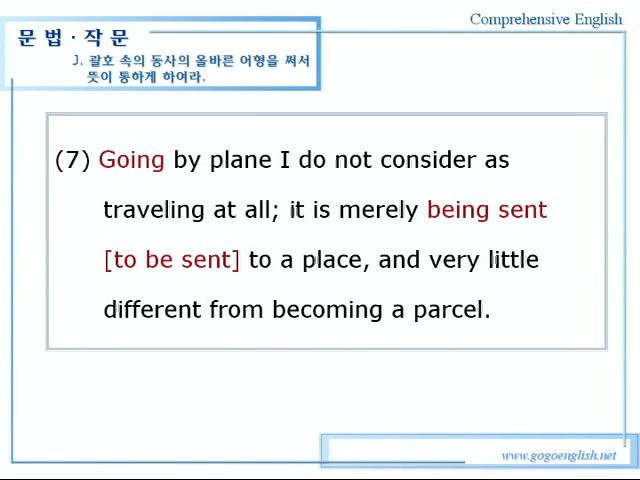 Comprehensive English
문 법 · 작 문
J. 괄호 속의 동사의 올바른 어형을 써서
뜻이 통하게 하여라.
(7) Going by plane I do not consider as
traveling at all; it is merely being sent
[to be sent] to a place, and very little
different from becoming a parcel.
www.gogoenglish.net